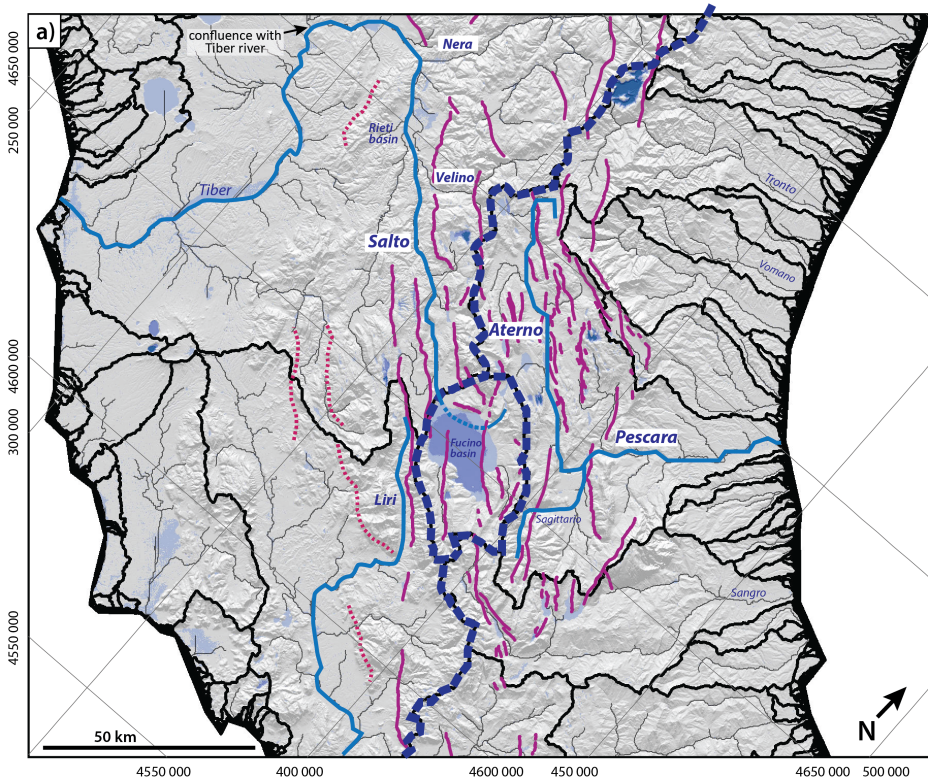 a)
confluence with
Tiber river
Nera
4650 000
250 000
Rieti
basin
Velino
Tronto
Tiber
Salto
Vomano
Aterno
4600 000
300 000
Pescara
Fucino
basin
Liri
Sagittario
Sangro
4550 000
N
50 km
4550 000
400 000
4600 000
450 000
4650 000
500 000